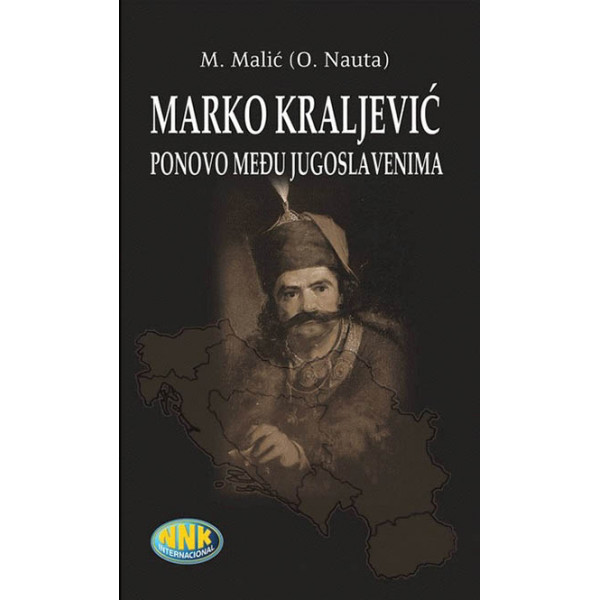 M. Malić (O. Nauta)
MARKO KRALJEVIĆ
PONOVO MEĐU JUGOSLAVENIMA
NNK
INTERNACIONAL